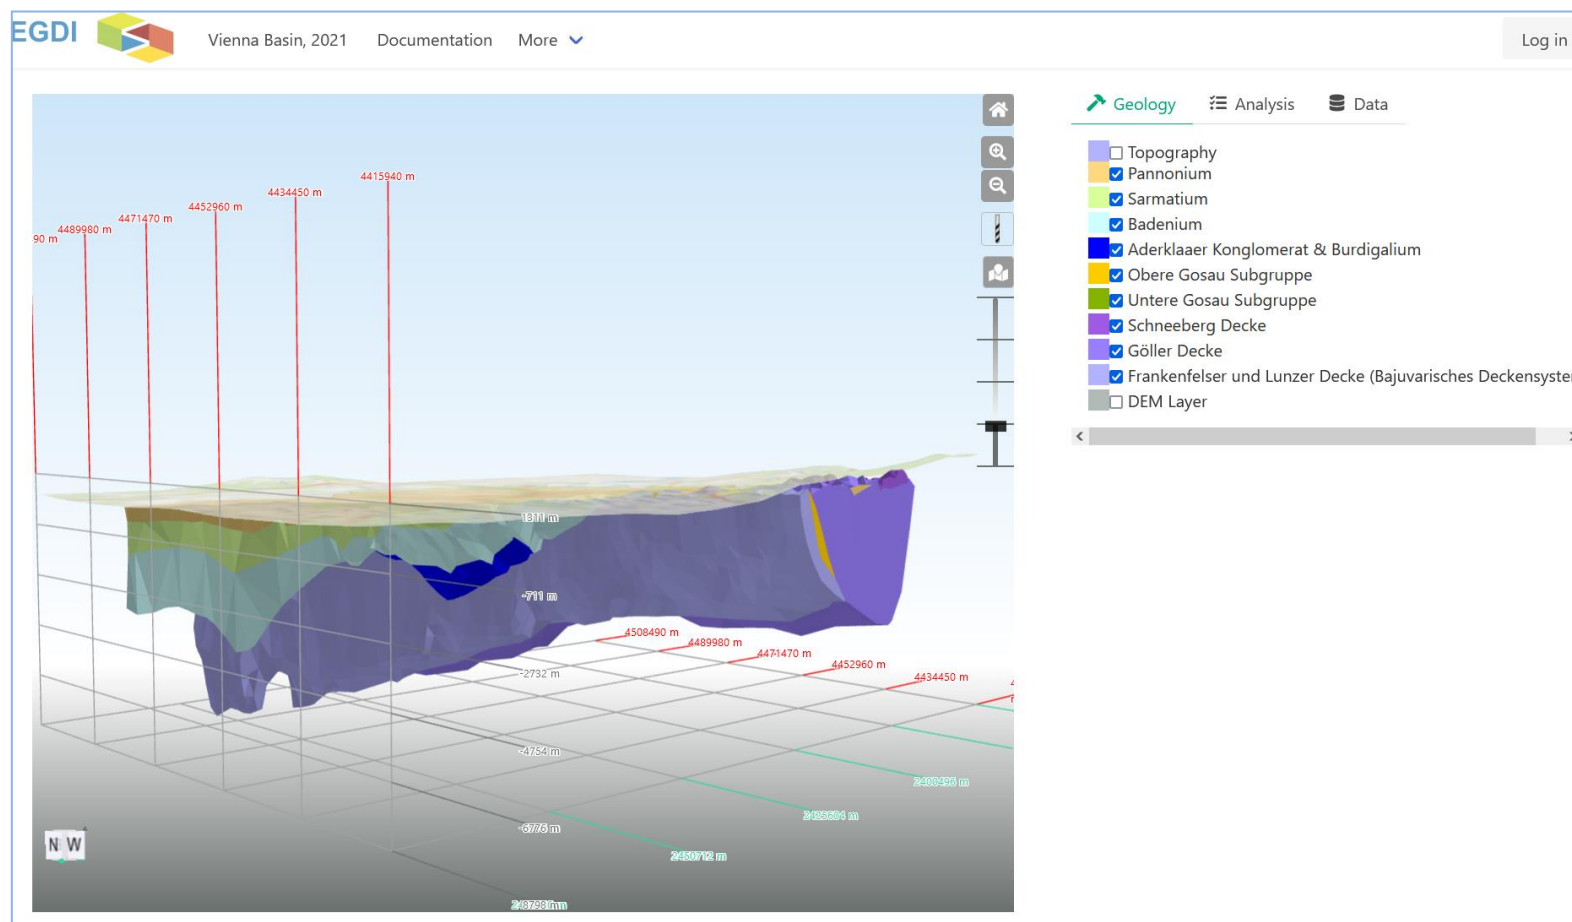 EGDI
Vienna Basin, 2021 Documentation More
Log in
Geology Analysis Data
Topography
Pannonium
Sarmatium
Badenium
Aderklaaer Konglomerat & Burdigalium
Obere Gosau Subgruppe
Untere Gosau Subgruppe
Schneeberg Decke
Göller Decke
Frankenfelser und Lunzer Decke (Bajuvarisches Deckensyste
DEM Layer
4415940 m
4434450 m
4452960 m
4471470 m
4489980 m
90 m
1311 m
-711 m
-2732 m
-4754 m
-6776 m
4508490 m
4489980 m
4471470 m
4452960 m
4434450 m
2400496 m
2425604 m
2450712 m
N W